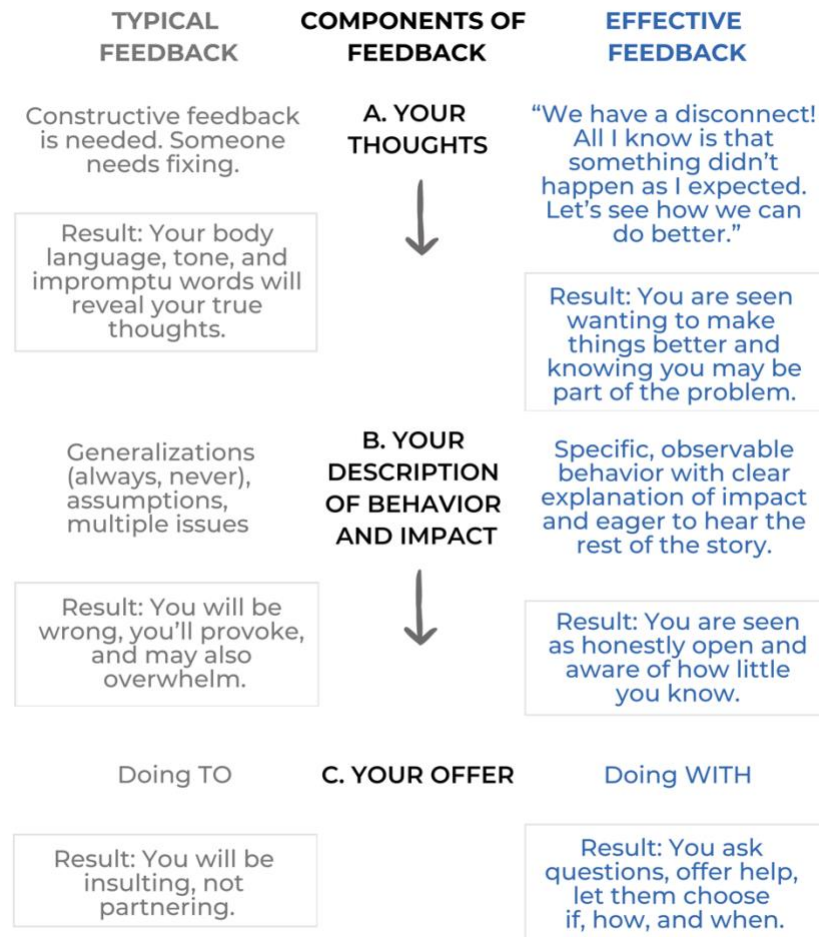 TYPICAL
FEEDBACK
COMPONENTS OF
FEEDBACK
EFFECTIVE
FEEDBACK
Constructive feedback
is needed. Someone
needs fixing.
A. YOUR
THOUGHTS
“We have a disconnect!
All I know is that
something didn’t
happen as I expected.
Let’s see how we can
do better.”
Result: Your body
language, tone, and
impromptu words will
reveal your true
thoughts.
Result: You are seen
wanting to make
things better and
knowing you may be
part of the problem.
Generalizations
(always, never),
assumptions,
multiple issues
B. YOUR
DESCRIPTION
OF BEHAVIOR
AND IMPACT
Specific, observable
behavior with clear
explanation of impact
and eager to hear the
rest of the story.
Result: You will be
wrong, you’ll provoke,
and may also
overwhelm.
Result: You are seen
as honestly open and
aware of how little
you know.
Doing TO
C. YOUR OFFER
Doing WITH
Result: You will be
insulting, not
partnering.
Result: You ask
questions, offer help,
let them choose
if, how, and when.